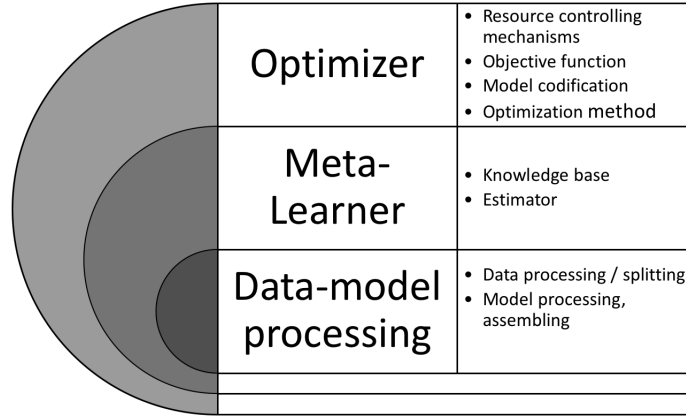 Optimizer
• Resource controlling
mechanisms
• Objective function
• Model codification
• Optimization method
Meta-
Learner
• Knowledge base
• Estimator
Data-model
processing
• Data processing / splitting
• Model processing,
assembling